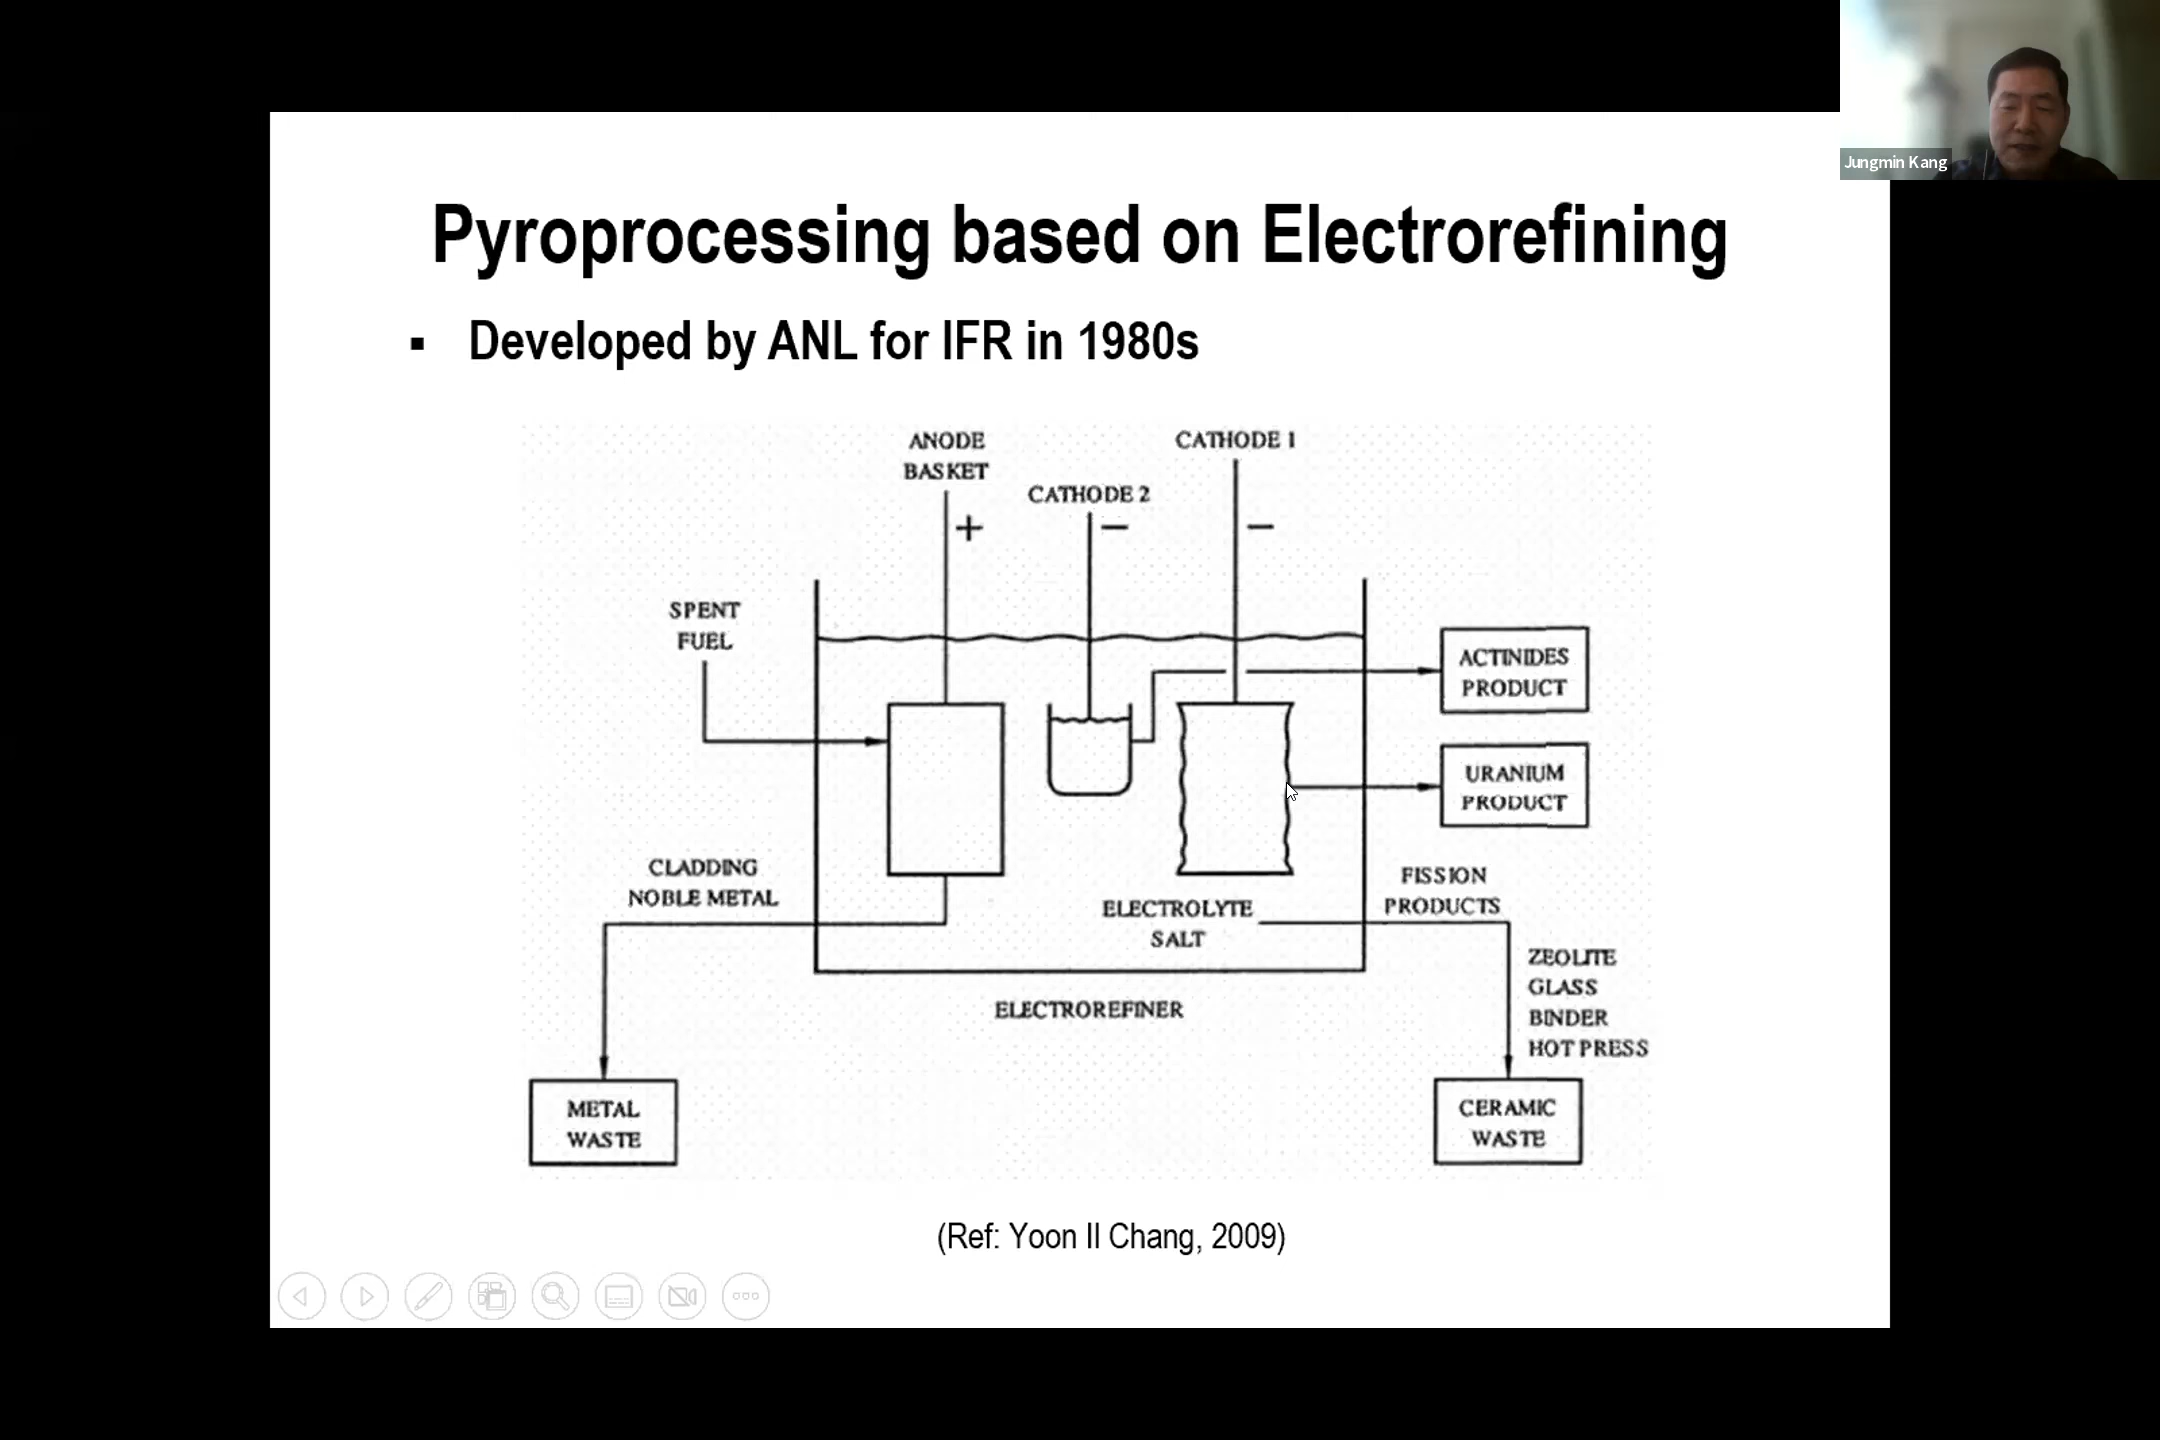 Jungmin Kang
Pyroprocessing based on Electrorefining
▪ Developed by ANL for IFR in 1980s
ANODE
BASKET
CATHODE 2
CATHODE 1
+
−
−
SPENT
FUEL
ACTINIDES
PRODUCT
URANIUM
PRODUCT
CLADDING
NOBLE METAL
ELECTROLYTE
SALT
FISSION
PRODUCTS
ZEOLITE
GLASS
BINDER
HOT PRESS
ELECTROREFINER
METAL
WASTE
CERAMIC
WASTE
(Ref: Yoon Il Chang, 2009)